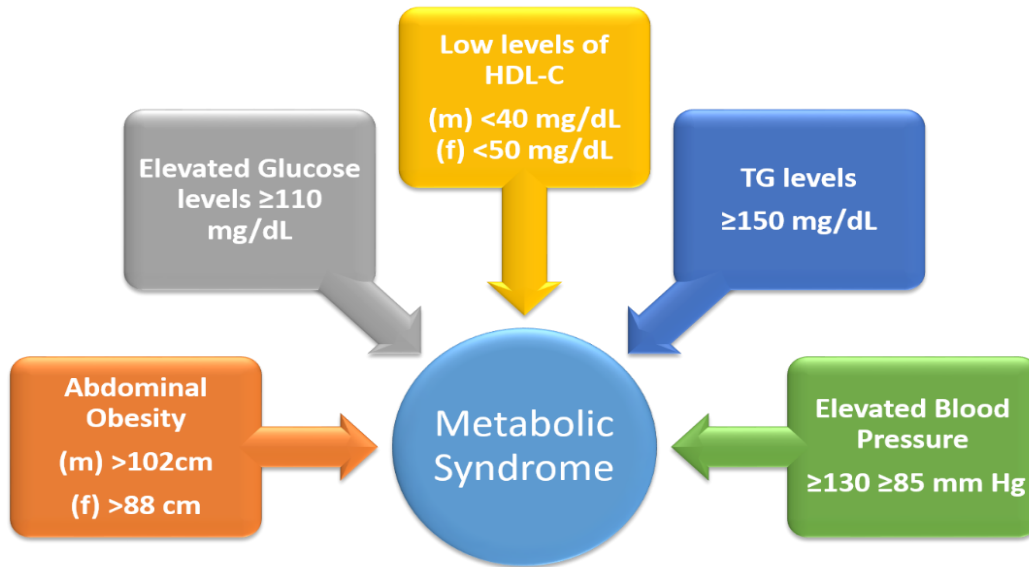 Low levels of
HDL-C
(m) <40 mg/dL
(f) <50 mg/dL
Elevated Glucose
levels ≥110
mg/dL
TG levels
≥150 mg/dL
Abdominal
Obesity
(m) >102cm
(f) >88 cm
Metabolic
Syndrome
Elevated Blood
Pressure
≥130 ≥85 mm Hg